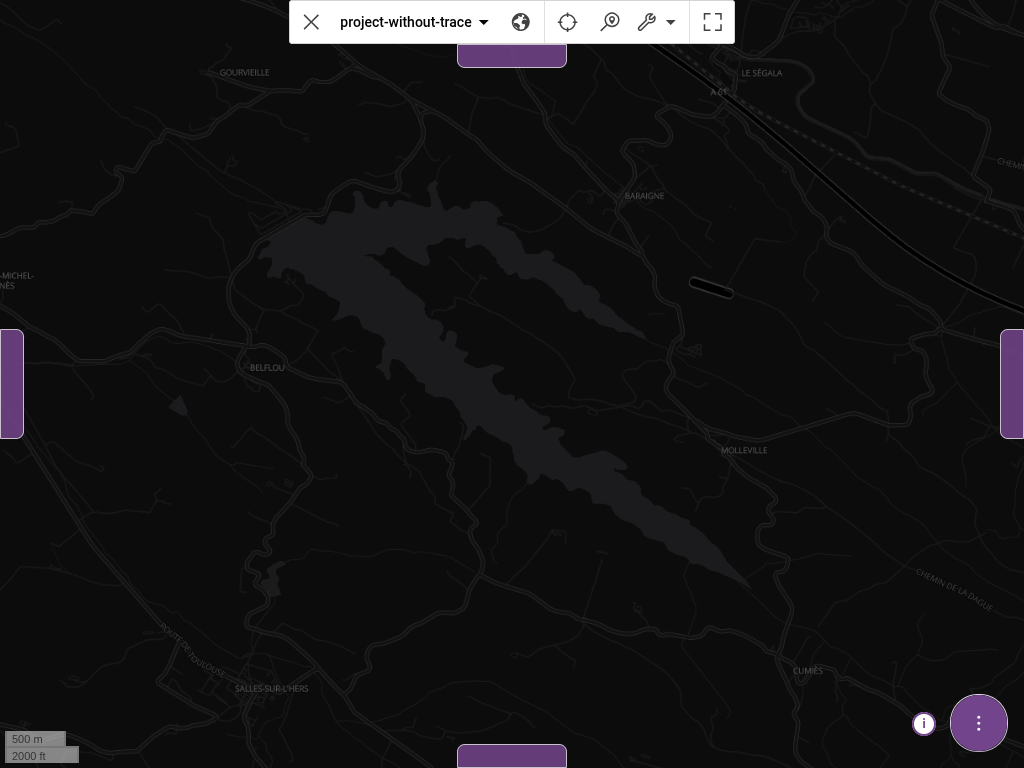 project-without-trace
GOURVIEILLE
LE SÉGALA
A 61
CHEMI
BARAIGNE
-MICHEL-
NÈS
BELFLOU
MOLLEVILLE
CHEMIN DE LA DAGUE
ROUTE DE TOULOUSE
CUMIÈS
SALLES-SUR-L'HERS
i
500 m
2000 ft